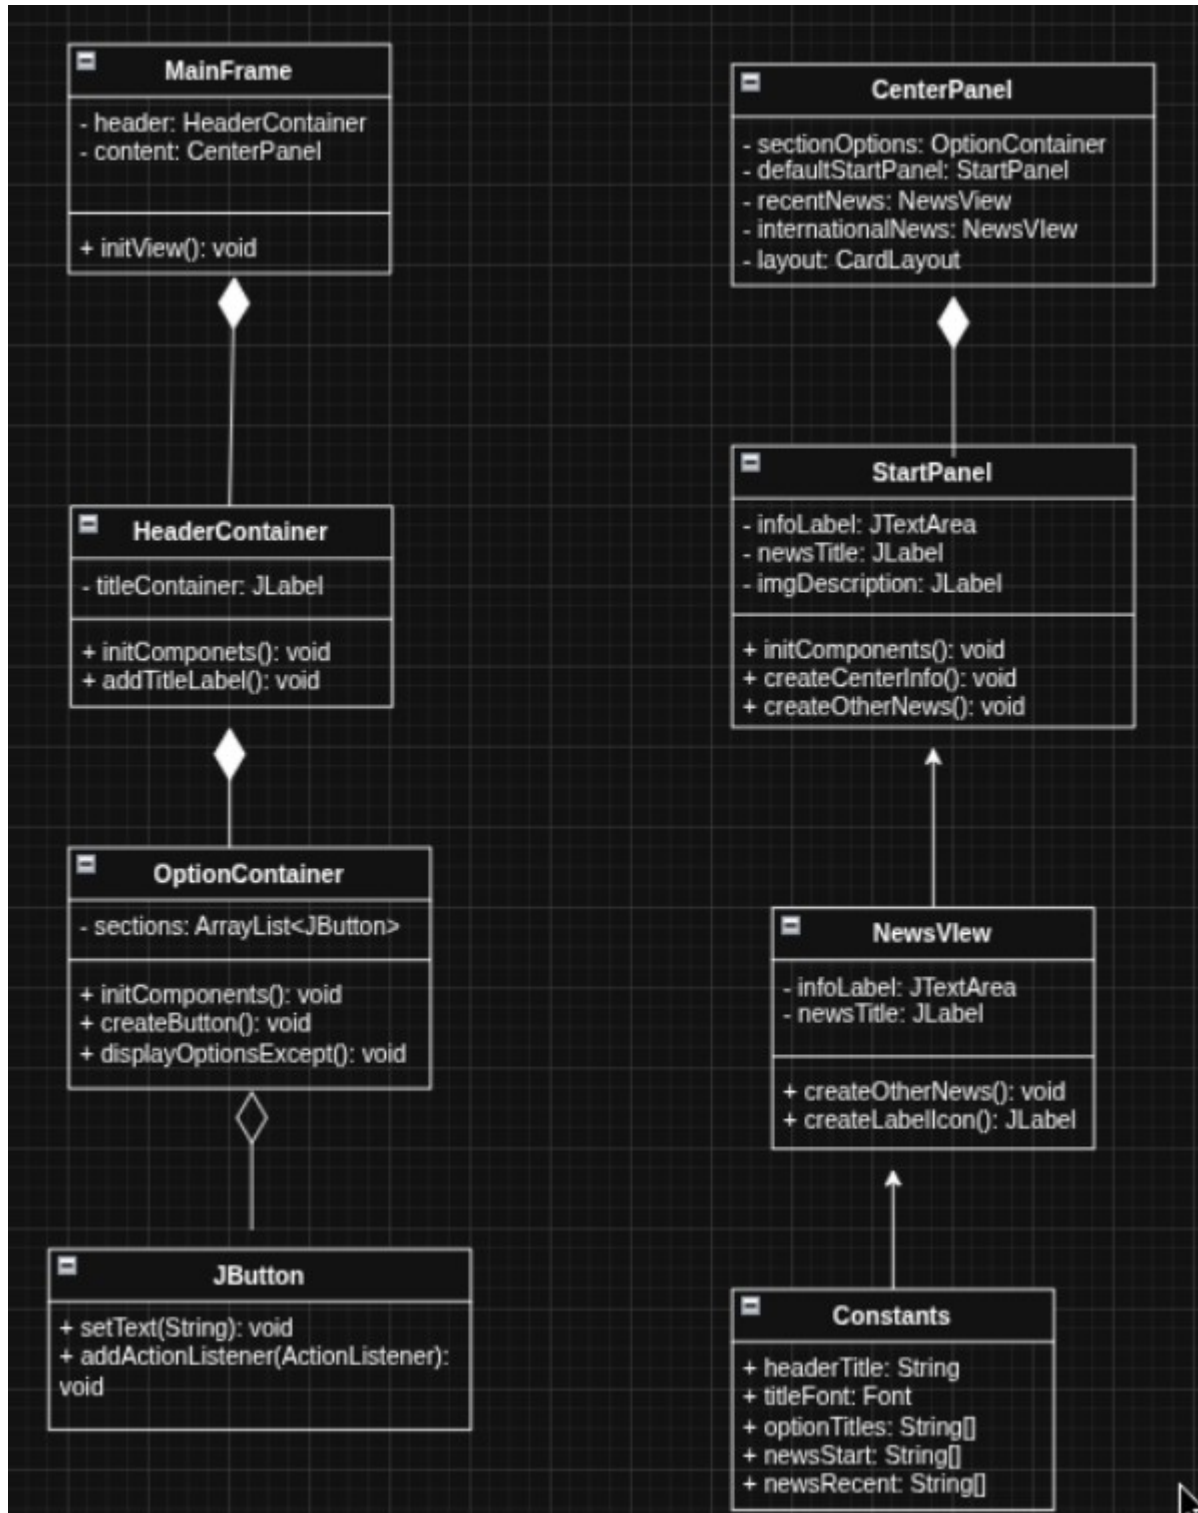 MainFrame
- header: HeaderContainer
- content: CenterPanel
+ initView(): void
HeaderContainer
- titleContainer: JLabel
+ initComponets(): void
+ addTitleLabel(): void
OptionContainer
- sections: ArrayList<JButton>
+ initComponents(): void
+ createButton(): void
+ displayOptionsExcept(): void
JButton
+ setText(String): void
+ addActionListener(ActionListener):
void
CenterPanel
- sectionOptions: OptionContainer
- defaultStartPanel: StartPanel
- recentNews: NewsView
- internationalNews: NewsVIew
- layout: CardLayout
StartPanel
- infoLabel: JTextArea
- newsTitle: JLabel
- imgDescription: JLabel
+ initComponents(): void
+ createCenterInfo(): void
+ createOtherNews(): void
NewsVIew
- infoLabel: JTextArea
- newsTitle: JLabel
+ createOtherNews(): void
+ createLabelIcon(): JLabel
Constants
+ headerTitle: String
+ titleFont: Font
+ optionTitles: String[]
+ newsStart: String[]
+ newsRecent: String[]